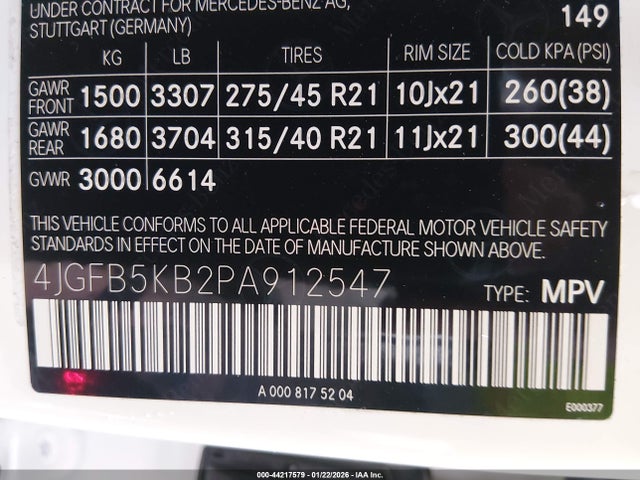 UNDER CONTRACT FOR MERCEDES-BENZ AG,
STUTTGART (GERMANY) 149
KG LB TIRES RIM SIZE COLD KPA(PSI)
GAWR FRONT 1500 3307 275/45 R21 10Jx21 260(38)
GAWR REAR 1680 3704 315/40 R21 11Jx21 300(44)
GVWR 3000 6614
THIS VEHICLE CONFORMS TO ALL APPLICABLE FEDERAL MOTOR VEHICLE SAFETY
STANDARDS IN EFFECT ON THE DATE OF MANUFACTURE SHOWN ABOVE.
4JGFB5KB2PA912547 TYPE: MPV
A 000 817 52 04
E000377
000-44217579 - 01/22/2026 - IAA Inc.